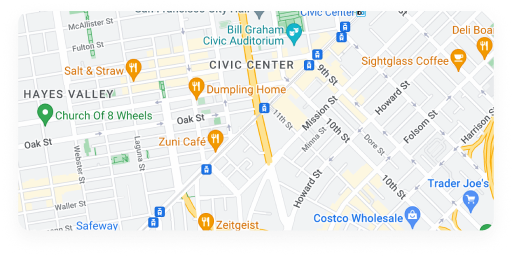 San Francisco City Hall
Civic Center
McAllister St
Bill Graham
Civic Auditorium
Deli Boa
Fulton St
Salt & Straw
CIVIC CENTER
Sightglass Coffee
9th St
HAYES VALLEY
Dumpling Home
Mission St
Howard St
Church Of 8 Wheels
Oak St
11th St
10th St
Folsom St
Harrison
Oak St
Zuni Café
Minna St
Dore St
Webster St
Laguna St
Howard St
10th St
Trader Joe's
Waller St
Safeway
Zeitgeist
Costco Wholesale